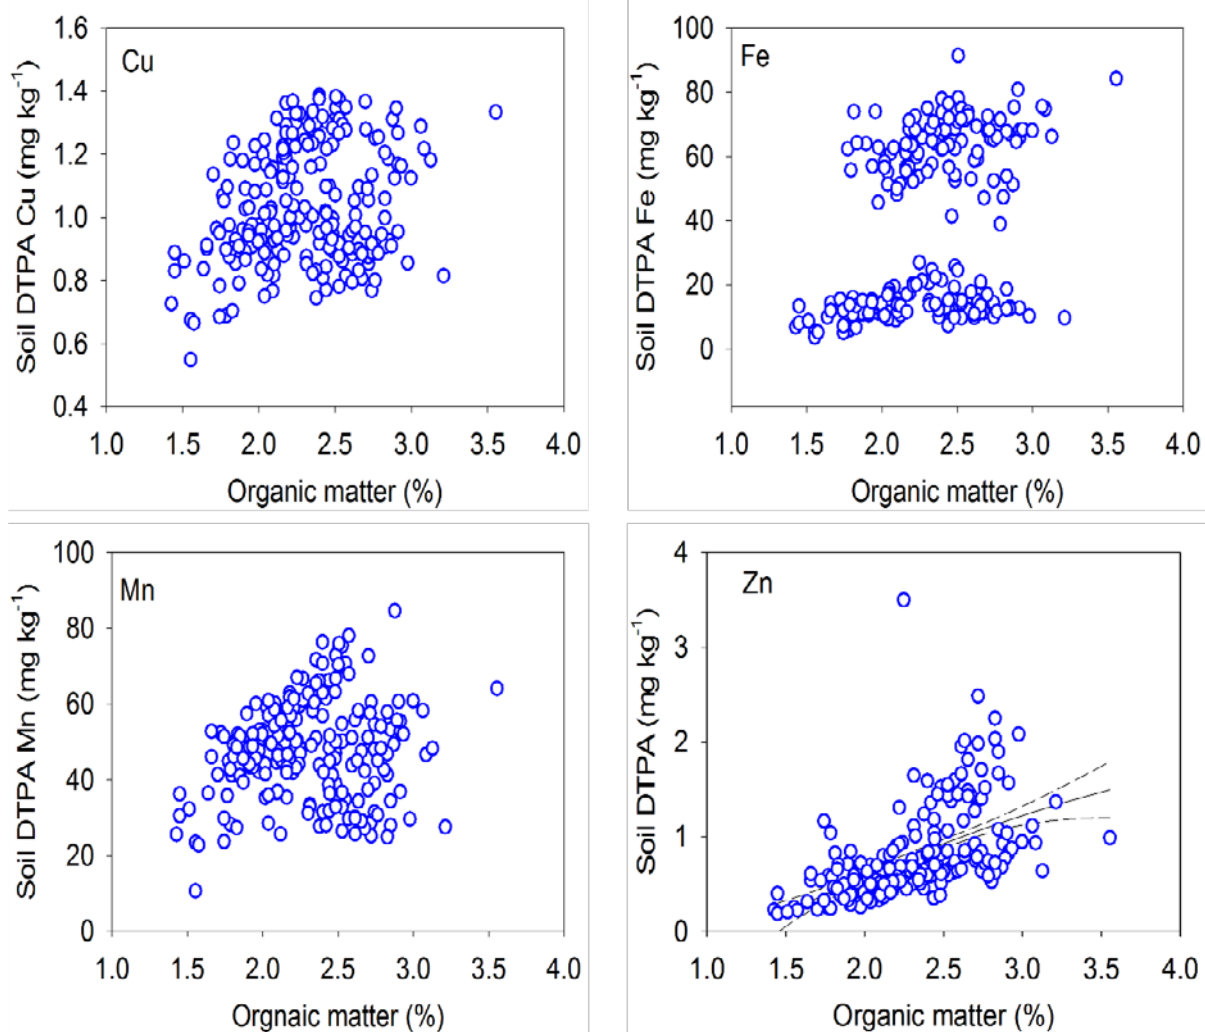 Cu
Soil DTPA Cu (mg kg-1)
1.6
1.4
1.2
1.0
0.8
0.6
0.4
1.0 1.5 2.0 2.5 3.0 3.5 4.0
Organic matter (%)
Fe
Soil DTPA Fe (mg kg-1)
100
80
60
40
20
0
1.0 1.5 2.0 2.5 3.0 3.5 4.0
Organic matter (%)
Mn
Soil DTPA Mn (mg kg-1)
100
80
60
40
20
0
1.0 1.5 2.0 2.5 3.0 3.5 4.0
Orgnaic matter (%)
Zn
Soil DTPA (mg kg-1)
4
3
2
1
0
1.0 1.5 2.0 2.5 3.0 3.5 4.0
Organic matter (%)